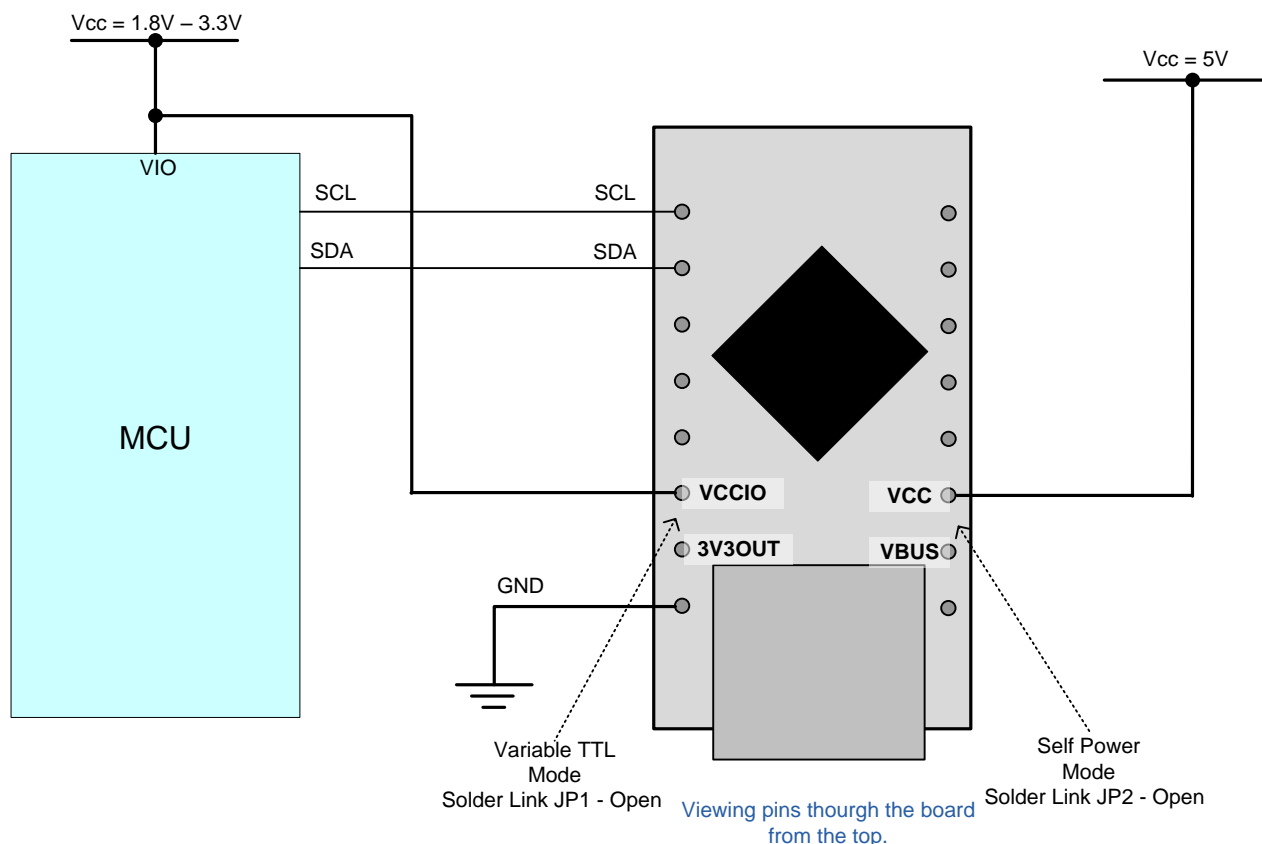 Vcc = 1.8V – 3.3V
Vcc = 5V
VIO
SCL
SCL
SDA
SDA
MCU
VCCIO
VCC
3V3OUT
VBUS
GND
Variable TTL
Mode
Solder Link JP1 - Open
Self Power
Mode
Solder Link JP2 - Open
Viewing pins thourgh the board
from the top.